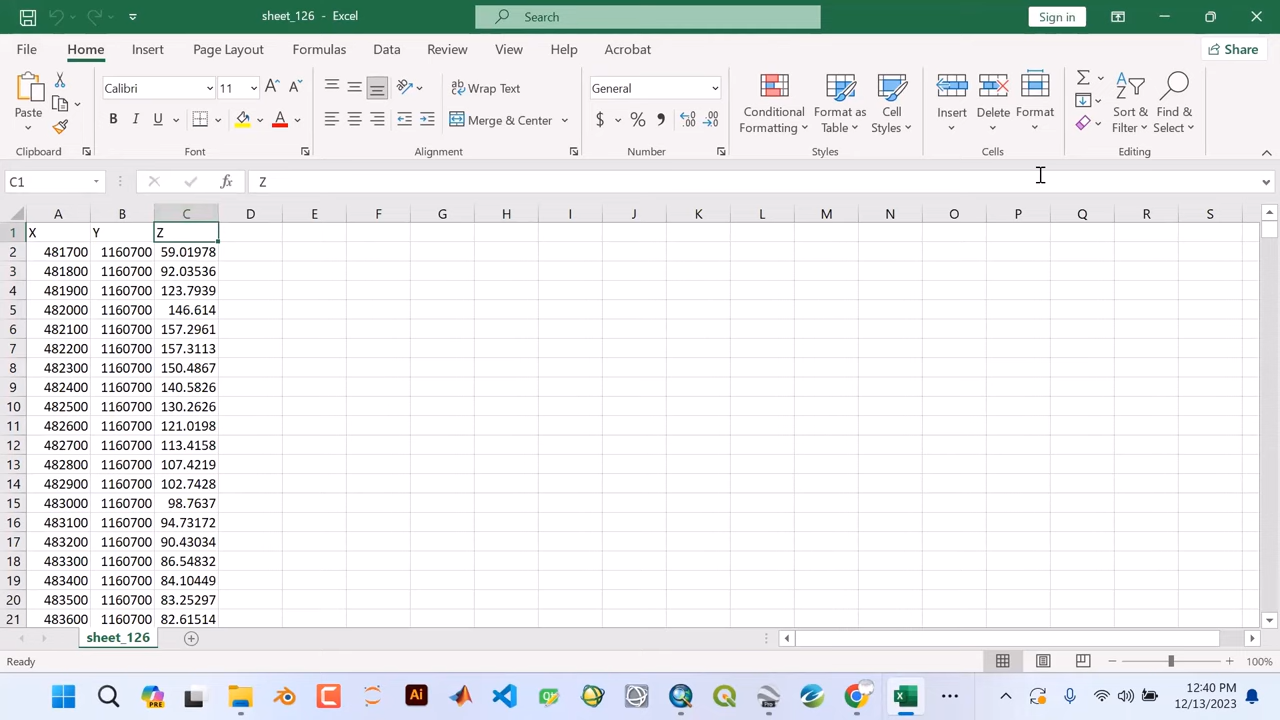 sheet_126 - Excel
Search
Sign in
File Home Insert Page Layout Formulas Data Review View Help Acrobat Share
Calibri 11 Wrap Text General
Paste Conditional Formatting Format as Table Cell Styles Insert Delete Format Sort & Filter Find & Select
B I U A Merge & Center $ %
Clipboard Font Alignment Number Styles Cells Editing
C1 fx Z
A B C D E F G H I J K L M N O P Q R S
1 X Y Z
2 481700 1160700 59.01978
3 481800 1160700 92.03536
4 481900 1160700 123.7939
5 482000 1160700 146.614
6 482100 1160700 157.2961
7 482200 1160700 157.3113
8 482300 1160700 150.4867
9 482400 1160700 140.5826
10 482500 1160700 130.2626
11 482600 1160700 121.0198
12 482700 1160700 113.4158
13 482800 1160700 107.4219
14 482900 1160700 102.7428
15 483000 1160700 98.7637
16 483100 1160700 94.73172
17 483200 1160700 90.43034
18 483300 1160700 86.54832
19 483400 1160700 84.10449
20 483500 1160700 83.25297
21 483600 1160700 82.61514
sheet_126
Ready 100%
PRE Ai Pro 12:40 PM
12/13/2023